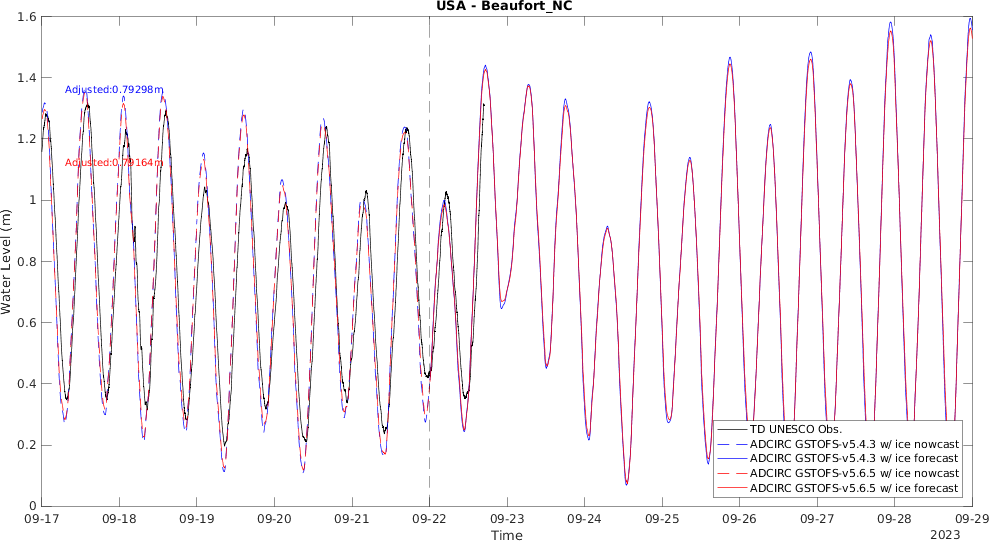 USA - Beaufort_NC
1.6
1.4
1.2
1
0.8
0.6
0.4
0.2
0
Water Level (m)
Adjusted:0.79298m
Adjusted:0.79164m
TD UNESCO Obs.
ADCIRC GSTOFS-v5.4.3 w/ ice nowcast
ADCIRC GSTOFS-v5.4.3 w/ ice forecast
ADCIRC GSTOFS-v5.6.5 w/ ice nowcast
ADCIRC GSTOFS-v5.6.5 w/ ice forecast
09-17 09-18 09-19 09-20 09-21 09-22 09-23 09-24 09-25 09-26 09-27 09-28 09-29
Time
2023